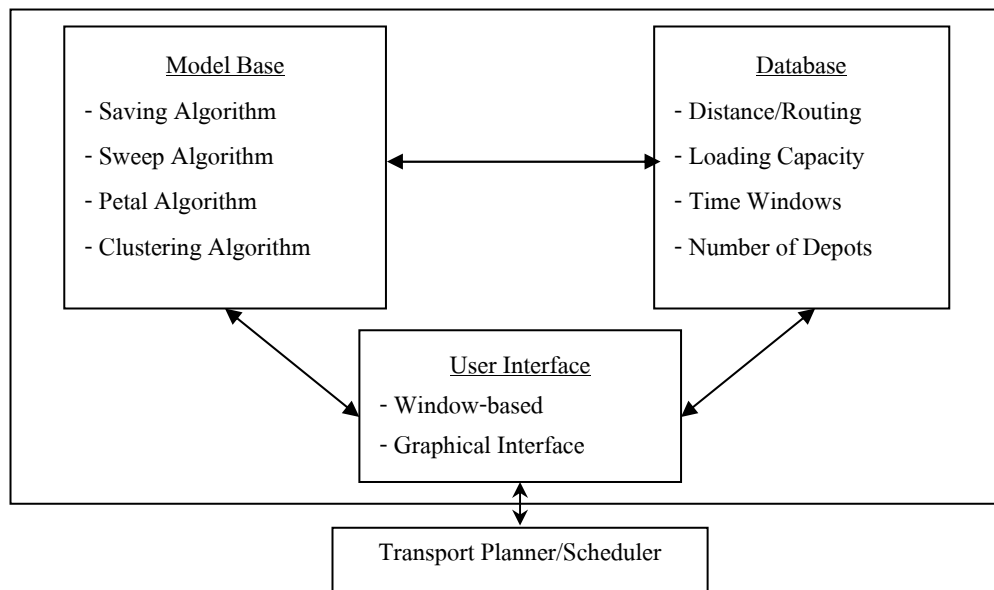 Model Base
- Saving Algorithm
- Sweep Algorithm
- Petal Algorithm
- Clustering Algorithm
Database
- Distance/Routing
- Loading Capacity
- Time Windows
- Number of Depots
User Interface
- Window-based
- Graphical Interface
Transport Planner/Scheduler